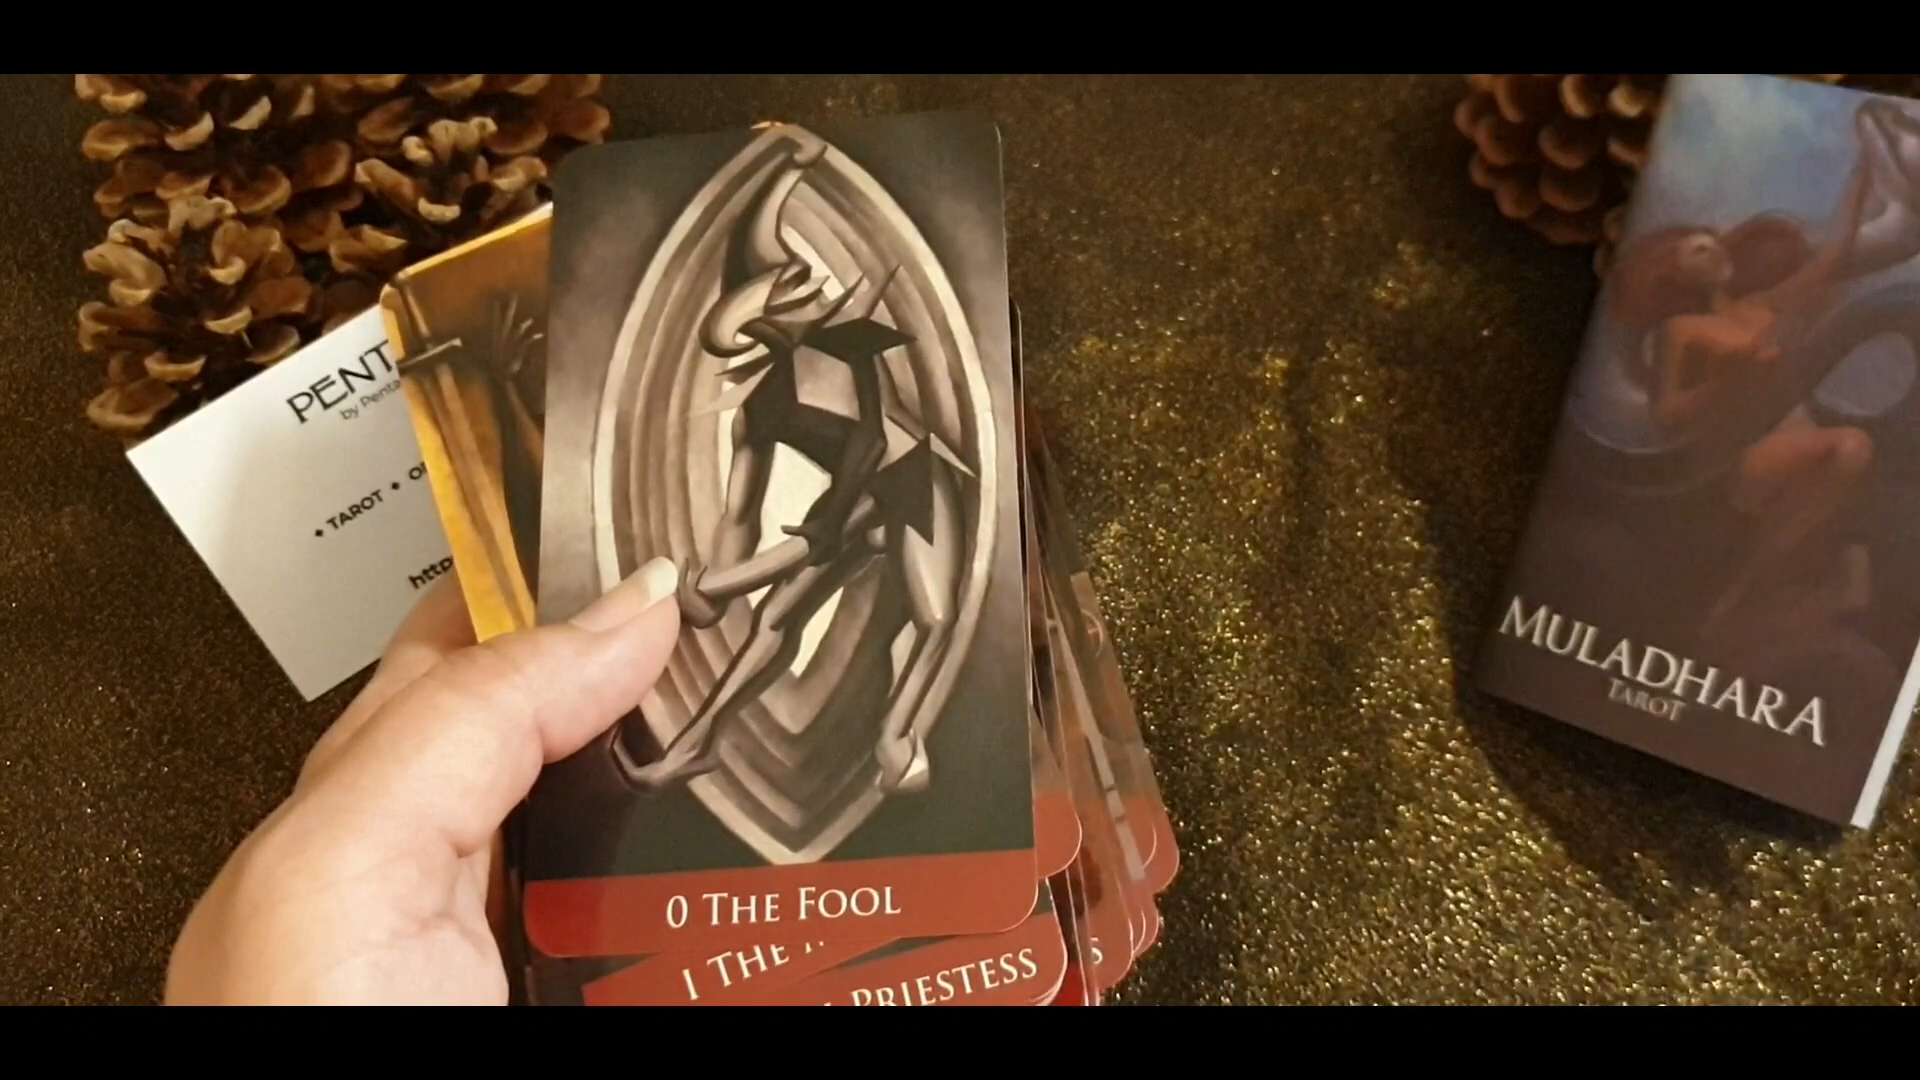 PENT
by Penta
✦ TAROT ✦ O
http
0 THE FOOL
I THE
PRIESTESS
S
MULADHARA
TAROT